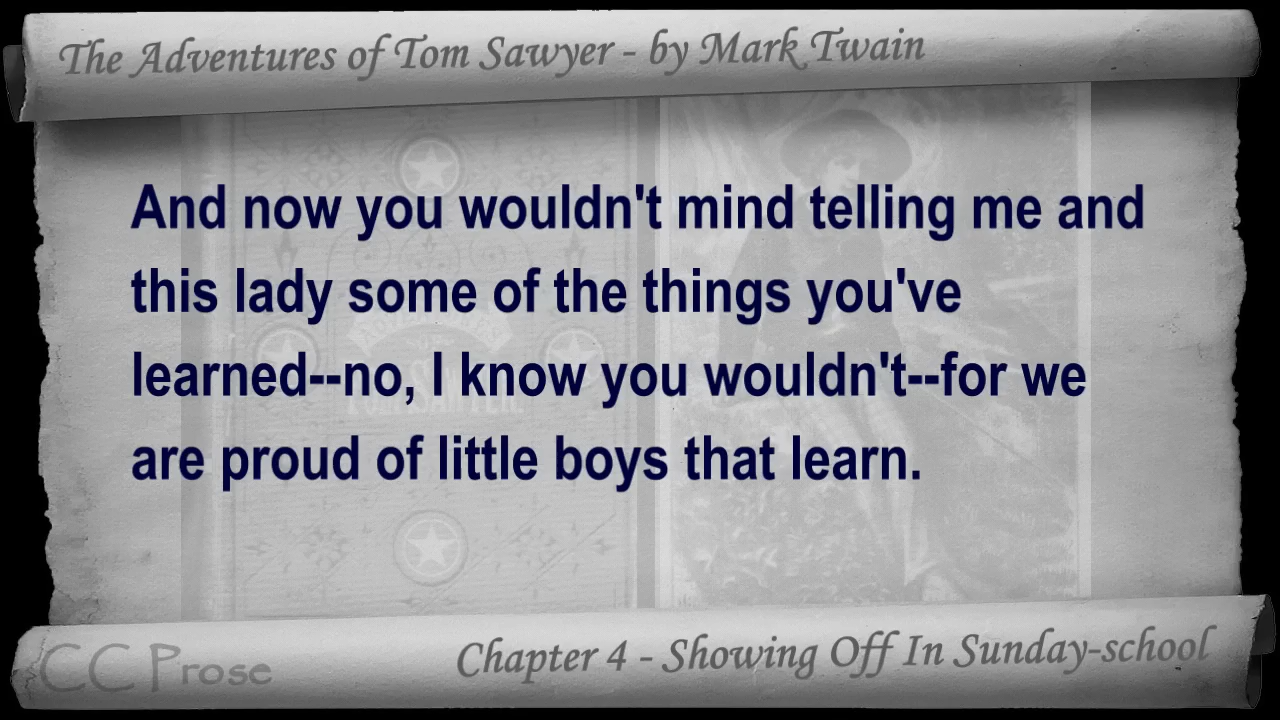 The Adventures of Tom Sawyer - by Mark Twain
And now you wouldn't mind telling me and
this lady some of the things you've
learned--no, I know you wouldn't--for we
are proud of little boys that learn.
CC Prose
Chapter 4 - Showing Off In Sunday-school